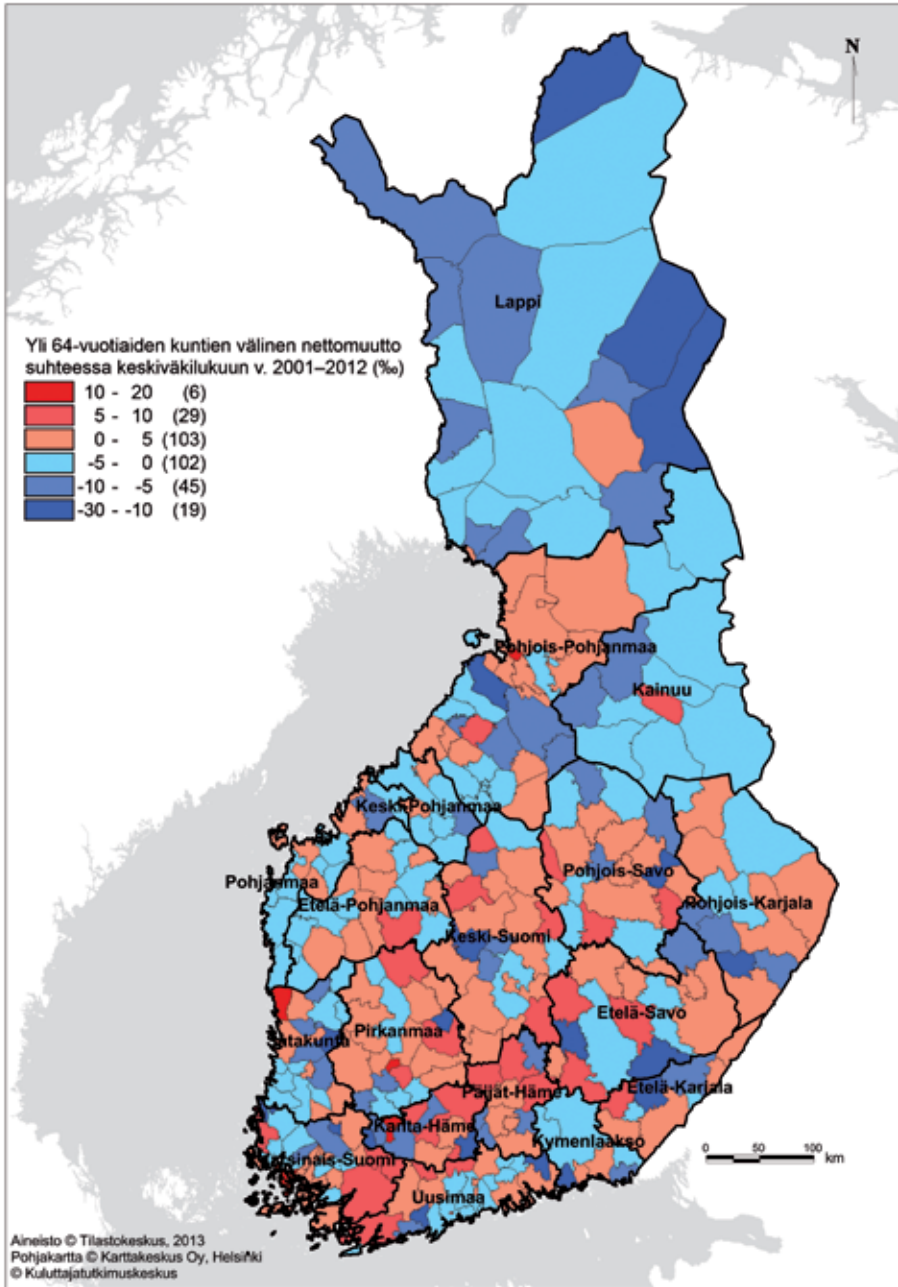 N
Lappi
Yli 64-vuotiaiden kuntien välinen nettomuutto
suhteessa keskiväkilukuun v. 2001–2012 (‰)
10 - 20 (6)
5 - 10 (29)
0 - 5 (103)
-5 - 0 (102)
-10 - -5 (45)
-30 - -10 (19)
Pohjois-Pohjanmaa
Kainuu
Keski-Pohjanmaa
Pohjois-Savo
Pohjanmaa
Etelä-Pohjanmaa
Pohjois-Karjala
Keski-Suomi
Etelä-Savo
Pirkanmaa
Satakunta
Päijät-Häme
Etelä-Karjala
Kanta-Häme
Kymenlaakso
Varsinais-Suomi
Uusimaa
0 50 100
km
Aineisto © Tilastokeskus, 2013
Pohjakartta © Karttakeskus Oy, Helsinki
© Kuluttajatutkimuskeskus